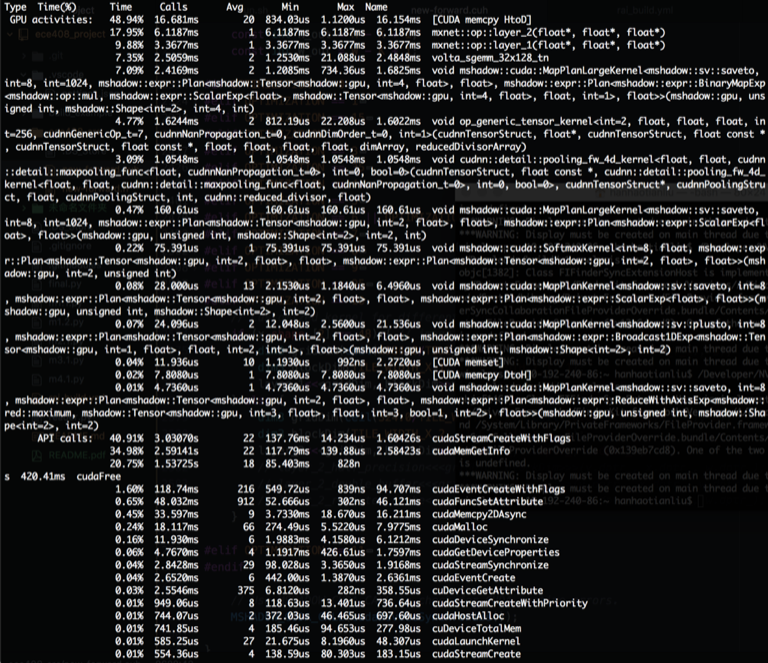 Type  Time(%)      Time     Calls       Avg       Min       Max  Name
GPU activities:   48.94%  16.681ms        20  834.03us  1.1200us  16.154ms  [CUDA memcpy HtoD]
17.95%  6.1187ms         1  6.1187ms  6.1187ms  6.1187ms  mxnet::op::layer_2(float*, float*, float*)
9.88%  3.3677ms         1  3.3677ms  3.3677ms  3.3677ms  mxnet::op::layer_1(float*, float*, float*)
7.35%  2.5059ms         2  1.2530ms  21.088us  2.4848ms  volta_sgemm_32x128_tn
7.09%  2.4169ms         2  1.2085ms  734.36us  1.6825ms  void mshadow::cuda::MapPlanLargeKernel<mshadow::sv::saveto,
int=8, int=1024, mshadow::expr::Plan<mshadow::Tensor<mshadow::gpu, int=4, float>, float>, mshadow::expr::Plan<mshadow::expr::BinaryMapExp
<mshadow::op::mul, mshadow::expr::ScalarExp<float>, mshadow::Tensor<mshadow::gpu, int=4, float>, float, int=1>, float>>(mshadow::gpu, uns
igned int, mshadow::Shape<int=2>, int=4, int)
4.77%  1.6244ms         2  812.19us  22.208us  1.6022ms  void op_generic_tensor_kernel<int=2, float, float, float, in
t=256, cudnnGenericOp_t=7, cudnnNanPropagation_t=0, cudnnDimOrder_t=0, int=1>(cudnnTensorStruct, float*, cudnnTensorStruct, float const *
, cudnnTensorStruct, float const *, float, float, float, float, dimArray, reducedDivisorArray)
3.09%  1.0548ms         1  1.0548ms  1.0548ms  1.0548ms  void cudnn::detail::pooling_fw_4d_kernel<float, float, cudnn
::detail::maxpooling_func<float, cudnnNanPropagation_t=0>, int=0, bool=0>(cudnnTensorStruct, float const *, cudnn::detail::pooling_fw_4d_
kernel<float, float, cudnn::detail::maxpooling_func<float, cudnnNanPropagation_t=0>, int=0, bool=0>, cudnnTensorStruct*, cudnnPoolingStru
ct, float, cudnnPoolingStruct, int, cudnn::reduced_divisor, float)
0.47%  160.61us         1  160.61us  160.61us  160.61us  void mshadow::cuda::MapPlanLargeKernel<mshadow::sv::saveto,
int=8, int=1024, mshadow::expr::Plan<mshadow::Tensor<mshadow::gpu, int=2, float>, float>, mshadow::expr::Plan<mshadow::expr::ScalarExp<fl
oat>, float>>(mshadow::gpu, unsigned int, mshadow::Shape<int=2>, int=2, int)
0.22%  75.391us         1  75.391us  75.391us  75.391us  void mshadow::cuda::SoftmaxKernel<int=8, float, mshadow::exp
r::Plan<mshadow::Tensor<mshadow::gpu, int=2, float>, float>, mshadow::expr::Plan<mshadow::Tensor<mshadow::gpu, int=2, float>, float>>(msh
adow::gpu, int=2, unsigned int)
0.08%  28.000us        13  2.1530us  1.1840us  6.4960us  void mshadow::cuda::MapPlanKernel<mshadow::sv::saveto, int=8
, mshadow::expr::Plan<mshadow::Tensor<mshadow::gpu, int=2, float>, float>, mshadow::expr::Plan<mshadow::expr::ScalarExp<float>, float>>(m
shadow::gpu, unsigned int, mshadow::Shape<int=2>, int=2)
0.07%  24.096us         2  12.048us  2.5600us  21.536us  void mshadow::cuda::MapPlanKernel<mshadow::sv::plusto, int=8
, mshadow::expr::Plan<mshadow::Tensor<mshadow::gpu, int=2, float>, float>, mshadow::expr::Plan<mshadow::expr::Broadcast1DExp<mshadow::Ten
sor<mshadow::gpu, int=1, float>, float, int=2, int=1>, float>>(mshadow::gpu, unsigned int, mshadow::Shape<int=2>, int=2)
0.04%  11.936us        10  1.1930us     992ns  2.2720us  [CUDA memset]
0.02%  7.8080us         1  7.8080us  7.8080us  7.8080us  [CUDA memcpy DtoH]
0.01%  4.7360us         1  4.7360us  4.7360us  4.7360us  void mshadow::cuda::MapPlanKernel<mshadow::sv::saveto, int=8
, mshadow::expr::Plan<mshadow::Tensor<mshadow::gpu, int=2, float>, float>, mshadow::expr::Plan<mshadow::expr::ReduceWithAxisExp<mshadow::
red::maximum, mshadow::Tensor<mshadow::gpu, int=3, float>, float, int=3, bool=1, int=2>, float>>(mshadow::gpu, unsigned int, mshadow::Sha
pe<int=2>, int=2)
API calls:   40.91%  3.03070s        22  137.76ms  14.234us  1.60426s  cudaStreamCreateWithFlags
34.98%  2.59141s        22  117.79ms  139.88us  2.58423s  cudaMemGetInfo
20.75%  1.53725s        18  85.403ms     828n
s  420.41ms  cudaFree
1.60%  118.74ms       216  549.72us     839ns  94.707ms  cudaEventCreateWithFlags
0.65%  48.032ms       912  52.666us     302ns  46.121ms  cudaFuncSetAttribute
0.45%  33.597ms         9  3.7330ms  18.670us  16.211ms  cudaMemcpy2DAsync
0.24%  18.117ms        66  274.49us  5.5220us  7.9775ms  cudaMalloc
0.16%  11.930ms         6  1.9883ms  4.1580us  6.1212ms  cudaDeviceSynchronize
0.06%  4.7670ms         4  1.1917ms  426.61us  1.7597ms  cudaGetDeviceProperties
0.04%  2.8428ms        29  98.028us  3.3650us  1.9168ms  cudaStreamSynchronize
0.04%  2.6520ms         6  442.00us  1.3870us  2.6361ms  cudaEventCreate
0.03%  2.5546ms       375  6.8120us     282ns  358.55us  cuDeviceGetAttribute
0.01%  949.06us         8  118.63us  13.401us  736.64us  cudaStreamCreateWithPriority
0.01%  744.07us         2  372.03us  46.465us  697.60us  cudaHostAlloc
0.01%  741.85us         4  185.46us  94.653us  277.98us  cuDeviceTotalMem
0.01%  585.25us        27  21.675us  8.1960us  48.307us  cudaLaunchKernel
0.01%  554.36us         4  138.59us  80.303us  183.15us  cudaStreamCreate